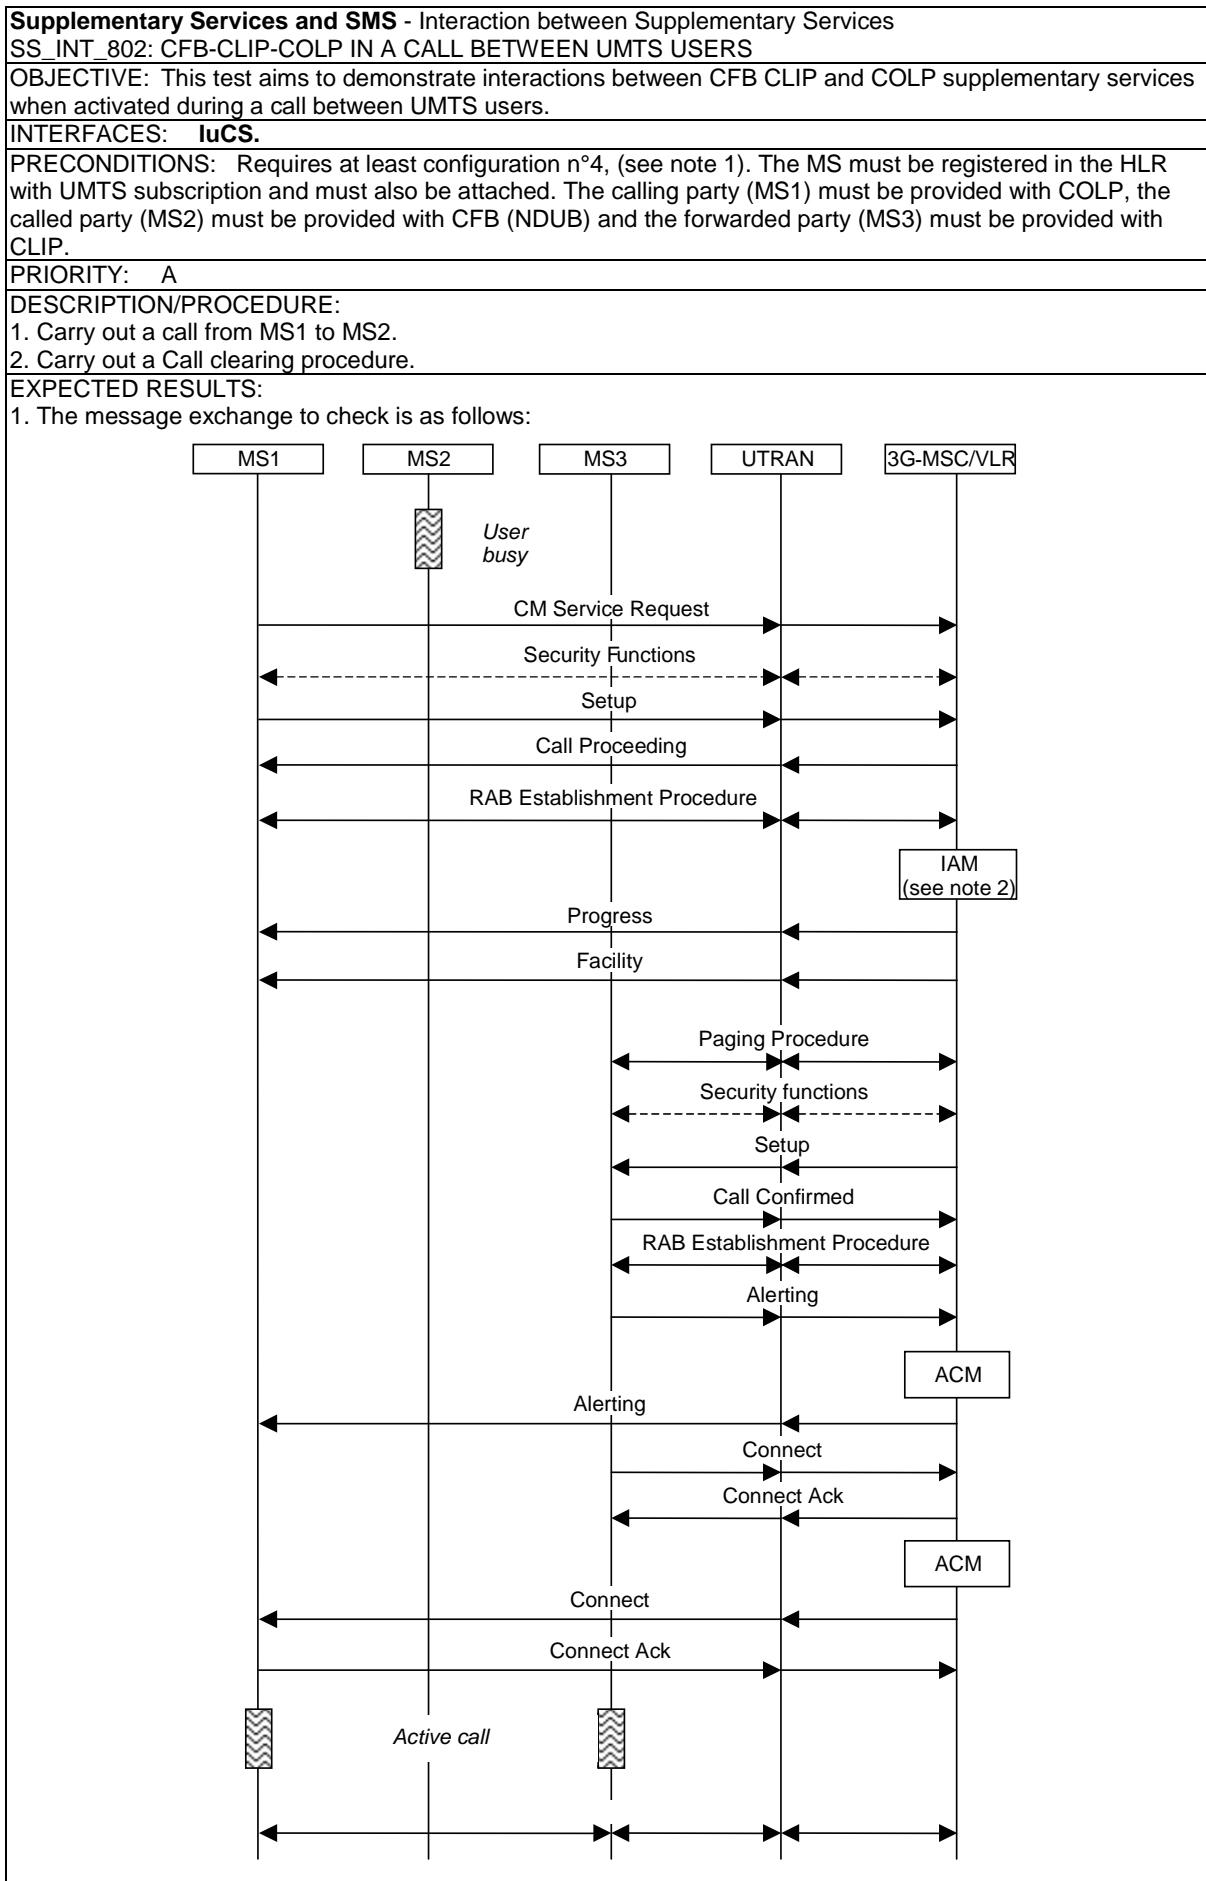 Supplementary Services and SMS - Interaction between Supplementary Services
SS_INT_802: CFB-CLIP-COLP IN A CALL BETWEEN UMTS USERS
OBJECTIVE: This test aims to demonstrate interactions between CFB CLIP and COLP supplementary services
when activated during a call between UMTS users.
INTERFACES: IuCS.
PRECONDITIONS: Requires at least configuration n°4, (see note 1). The MS must be registered in the HLR
with UMTS subscription and must also be attached. The calling party (MS1) must be provided with COLP, the
called party (MS2) must be provided with CFB (NDUB) and the forwarded party (MS3) must be provided with
CLIP.
PRIORITY: A
DESCRIPTION/PROCEDURE:
1. Carry out a call from MS1 to MS2.
2. Carry out a Call clearing procedure.
EXPECTED RESULTS:
1. The message exchange to check is as follows:
MS1 MS2 MS3 UTRAN 3G-MSC/VLR
User
busy
CM Service Request
Security Functions
Setup
Call Proceeding
RAB Establishment Procedure
IAM
(see note 2)
Progress
Facility
Paging Procedure
Security functions
Setup
Call Confirmed
RAB Establishment Procedure
Alerting
ACM
Alerting
Connect
Connect Ack
ACM
Connect
Connect Ack
Active call